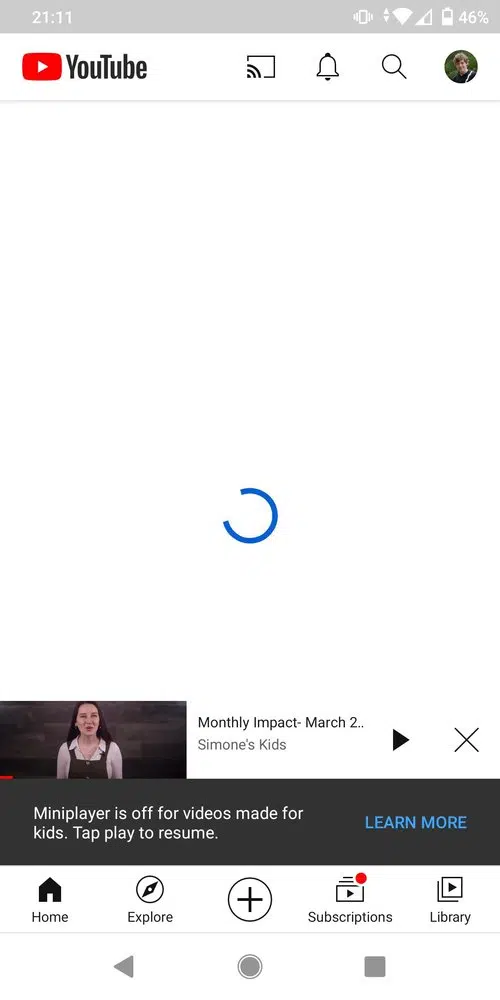 21:11
46%
YouTube
Monthly Impact- March 2..
Simone's Kids
Miniplayer is off for videos made for
kids. Tap play to resume.
LEARN MORE
Home
Explore
Subscriptions
Library